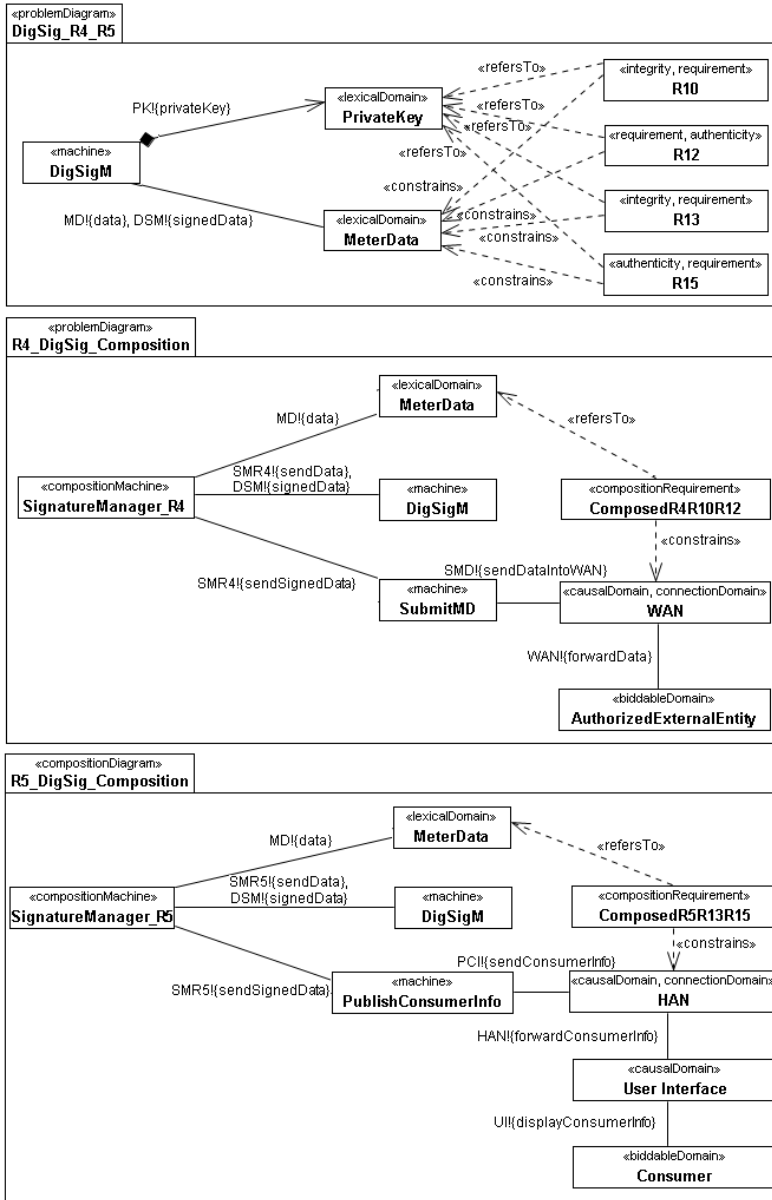 «problemDiagram»
DigSig_R4_R5
«refersTo»
«integrity, requirement»
R10
PK!{privateKey}
«lexicalDomain»
PrivateKey
«refersTo»
«refersTo»
«requirement, authenticity»
R12
«machine»
DigSigM
«refersTo»
«constrains»
«integrity, requirement»
R13
MD!{data}, DSM!{signedData}
«lexicalDomain»
MeterData
«constrains»
«constrains»
«authenticity, requirement»
R15
«constrains»
«problemDiagram»
R4_DigSig_Composition
«lexicalDomain»
MeterData
MD!{data}
«refersTo»
«compositionMachine»
SignatureManager_R4
SMR4!{sendData},
DSM!{signedData}
«machine»
DigSigM
«compositionRequirement»
ComposedR4R10R12
«constrains»
SMR4!{sendSignedData}
SMD!{sendDataIntoWAN}
«machine»
SubmitMD
«causalDomain, connectionDomain»
WAN
WAN!{forwardData}
«biddableDomain»
AuthorizedExternalEntity
«compositionDiagram»
R5_DigSig_Composition
«lexicalDomain»
MeterData
MD!{data}
«refersTo»
«compositionMachine»
SignatureManager_R5
SMR5!{sendData},
DSM!{signedData}
«machine»
DigSigM
«compositionRequirement»
ComposedR5R13R15
«constrains»
PCI!{sendConsumerInfo}
SMR5!{sendSignedData}
«machine»
PublishConsumerInfo
«causalDomain, connectionDomain»
HAN
HAN!{forwardConsumerInfo}
«causalDomain»
User Interface
UI!{displayConsumerInfo}
«biddableDomain»
Consumer